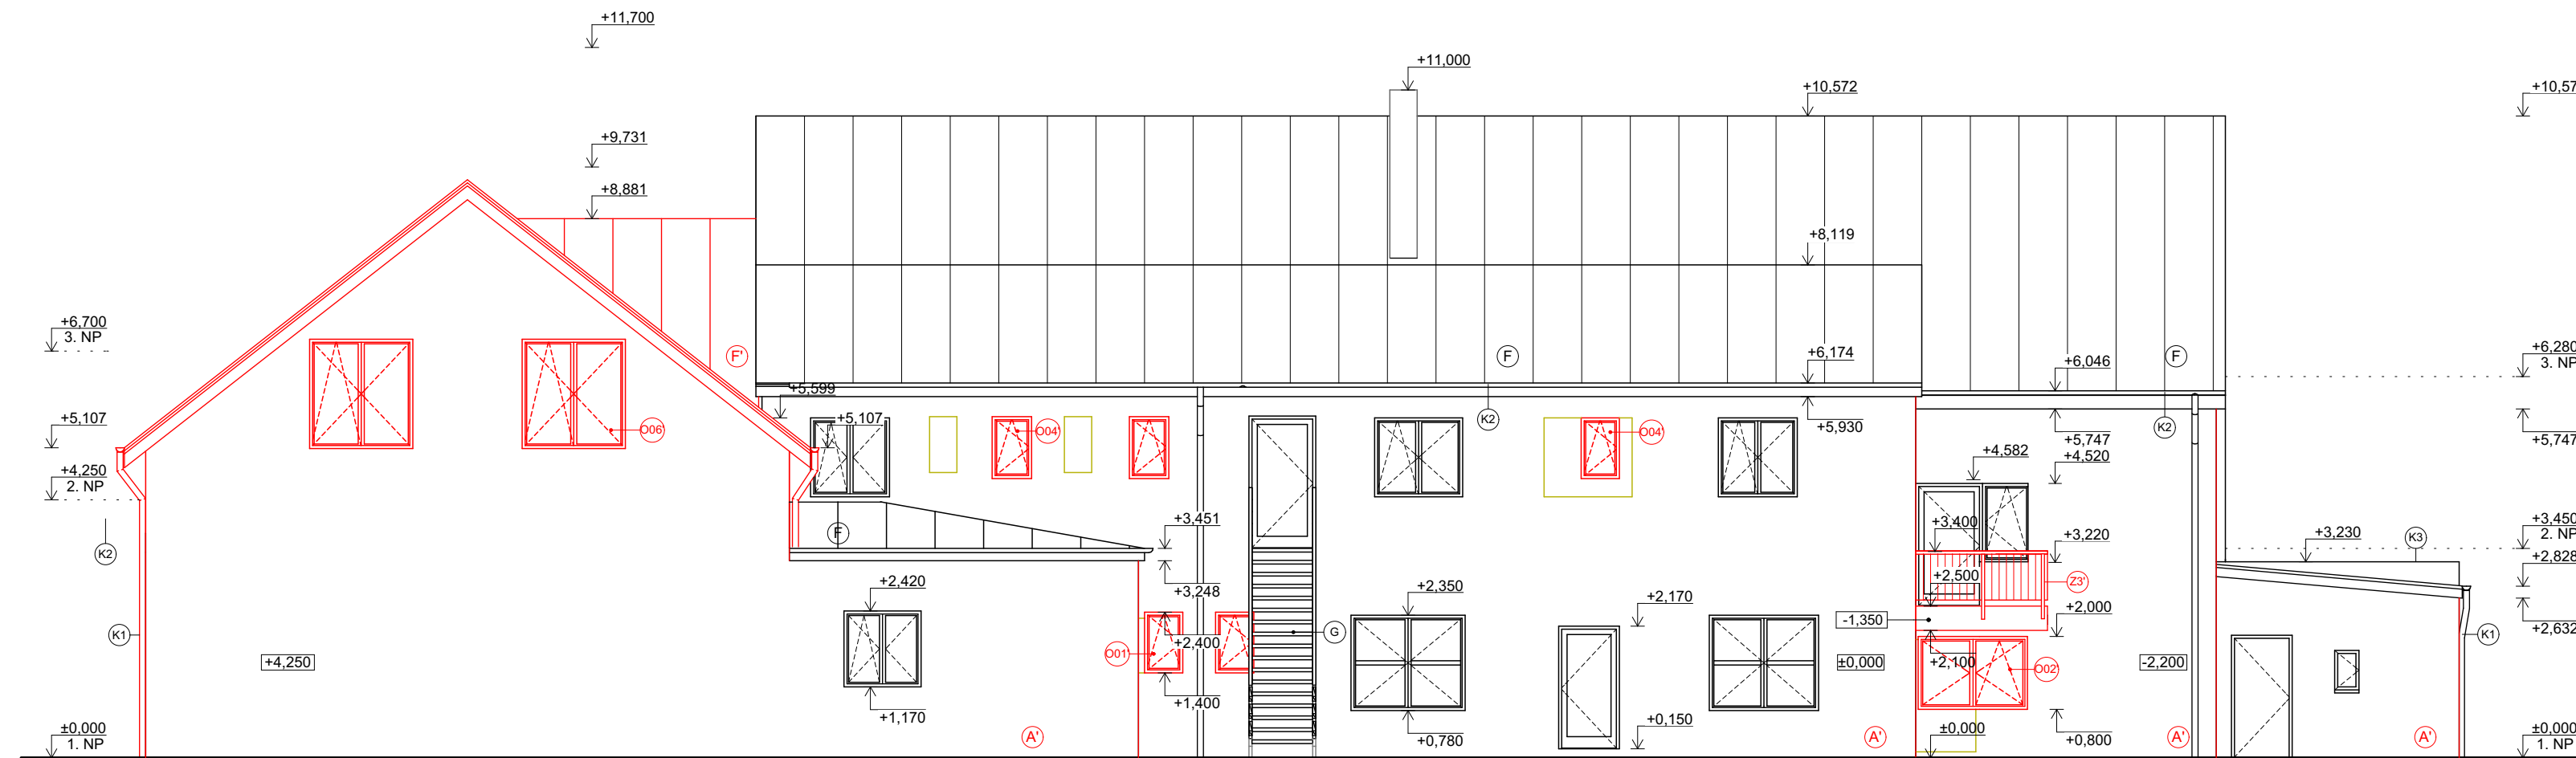 +11,700
+11,000
+10,572
+10,57
+9,731
+8,881
+8,119
+6,700
3. NP
F'
F
+6,174
+6,046
F
+6,280
3. NP
+5,599
+5,107
+5,107
O06'
O04'
K2
+5,930
O04'
K2
+5,747
+5,747
+4,582
+4,520
+4,250
2. NP
K2
F
+3,451
+3,400
+3,220
+3,230
K3
+3,450
2. NP
+2,828
+2,420
+3,248
+2,350
+2,170
+2,500
Z3'
+2,000
-1,350
+2,632
K1
G
K1
+4,250
O01'
+2,400
±0,000
+2,100
O02'
-2,200
+1,170
+1,400
+0,150
+0,780
±0,000
1. NP
A'
A'
±0,000
+0,800
A'
A'
±0,000
1. NP